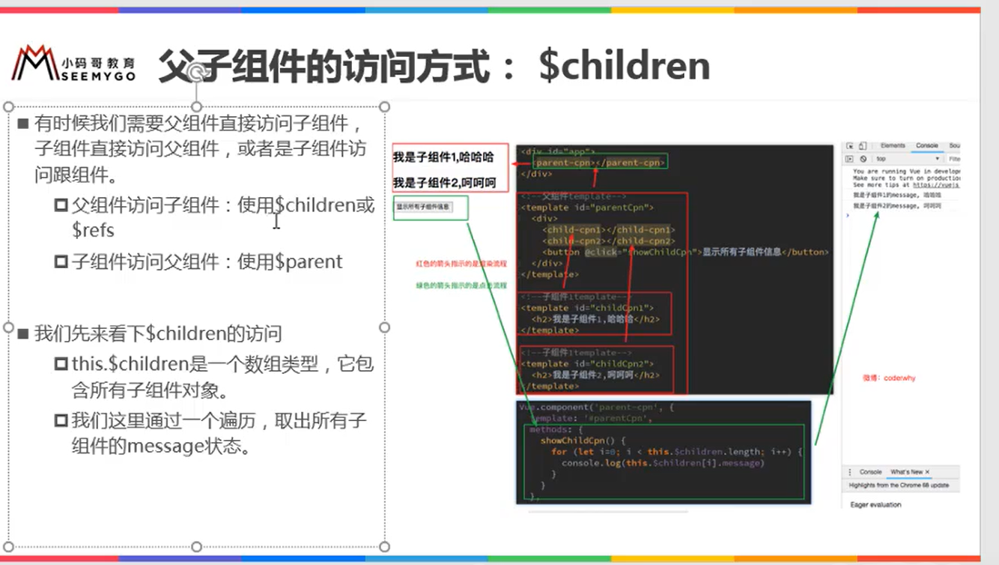 小码哥教育
SEEMYGO
父子组件的访问方式： $children
有时候我们需要父组件直接访问子组件，
子组件直接访问父组件，或者是子组件访
问跟组件。
父组件访问子组件：使用$children或
$refs
子组件访问父组件：使用$parent
我们先来看下$children的访问
this.$children是一个数组类型，它包
含所有子组件对象。
我们这里通过一个遍历，取出所有子
组件的message状态。
我是子组件1,哈哈哈
我是子组件2,呵呵呵
显示所有子组件信息
红色的箭头指示的是渲染流程
绿色的箭头指示的是点击流程
<div id="app">
<parent-cpn></parent-cpn>
</div>
<!--父组件template-->
<template id="parentCpn">
<div>
<child-cpn1></child-cpn1>
<child-cpn2></child-cpn2>
<button @click="showChildCpn">显示所有子组件信息</button>
</div>
</template>
<!--子组件1template-->
<template id="childCpn1">
<h2>我是子组件1,哈哈哈</h2>
</template>
<!--子组件1template-->
<template id="childCpn2">
<h2>我是子组件2,呵呵呵</h2>
</template>
Vue.component('parent-cpn', {
template: '#parentCpn',
methods: {
showChildCpn() {
for (let i=0; i < this.$children.length; i++) {
console.log(this.$children[i].message)
}
}
},
Elements Console Sou
top Filte
You are running Vue in develop
Make sure to turn on production
See more tips at https://vuejs
我是子组件1的message, 哈哈哈
我是子组件2的message, 呵呵呵
微博：coderwhy
Console What's New ×
Highlights from the Chrome 68 update
Eager evaluation